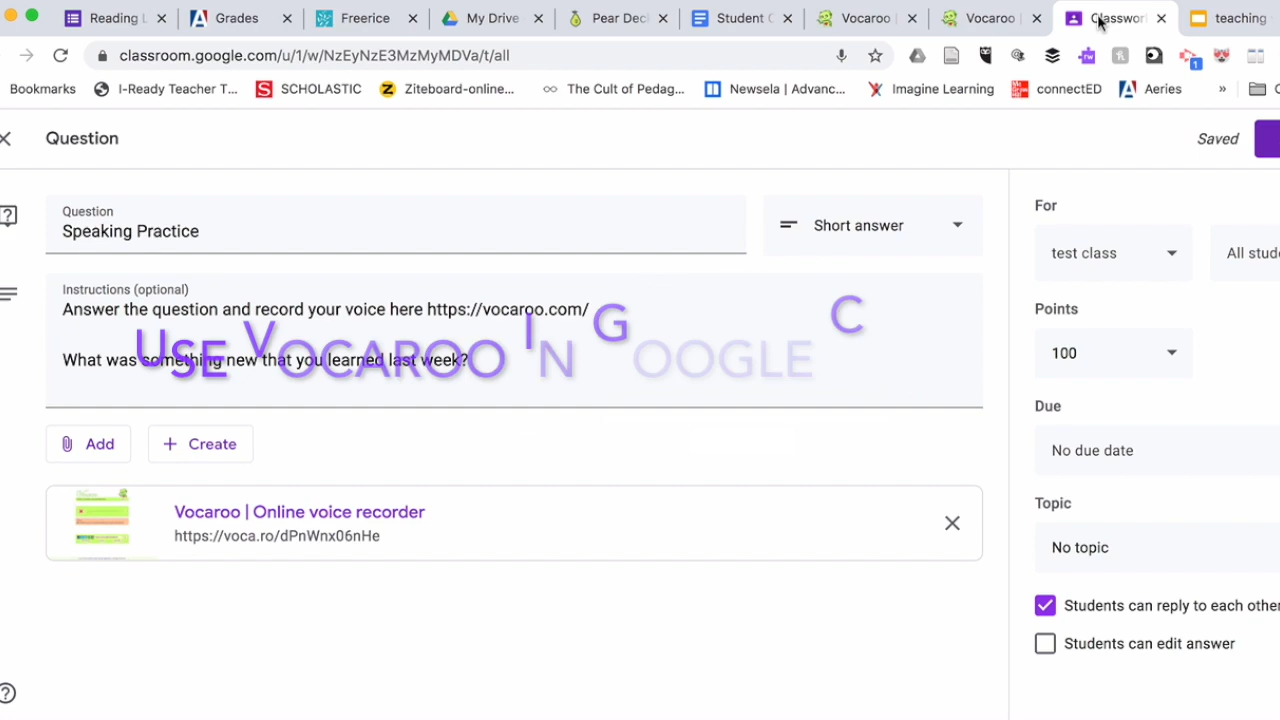 Reading L
Grades
Freerice
My Drive
Pear Dec
Student C
Vocaroo |
Vocaroo |
Classwor
teaching
classroom.google.com/u/1/w/NzEyNzE3MzMyMDVa/t/all
Bookmarks
I-Ready Teacher T...
SCHOLASTIC
Ziteboard-online...
The Cult of Pedag...
Newsela | Advanc...
Imagine Learning
connectED
Aeries
»
Question
Saved
Question
Speaking Practice
Short answer
Instructions (optional)
Answer the question and record your voice here https://vocaroo.com/
What was something new that you learned last week?
USE VOCAROO IN GOOGLE C
Add
Create
Vocaroo | Online voice recorder
https://voca.ro/dPnWnx06nHe
For
test class
All stude
Points
100
Due
No due date
Topic
No topic
Students can reply to each other
Students can edit answer